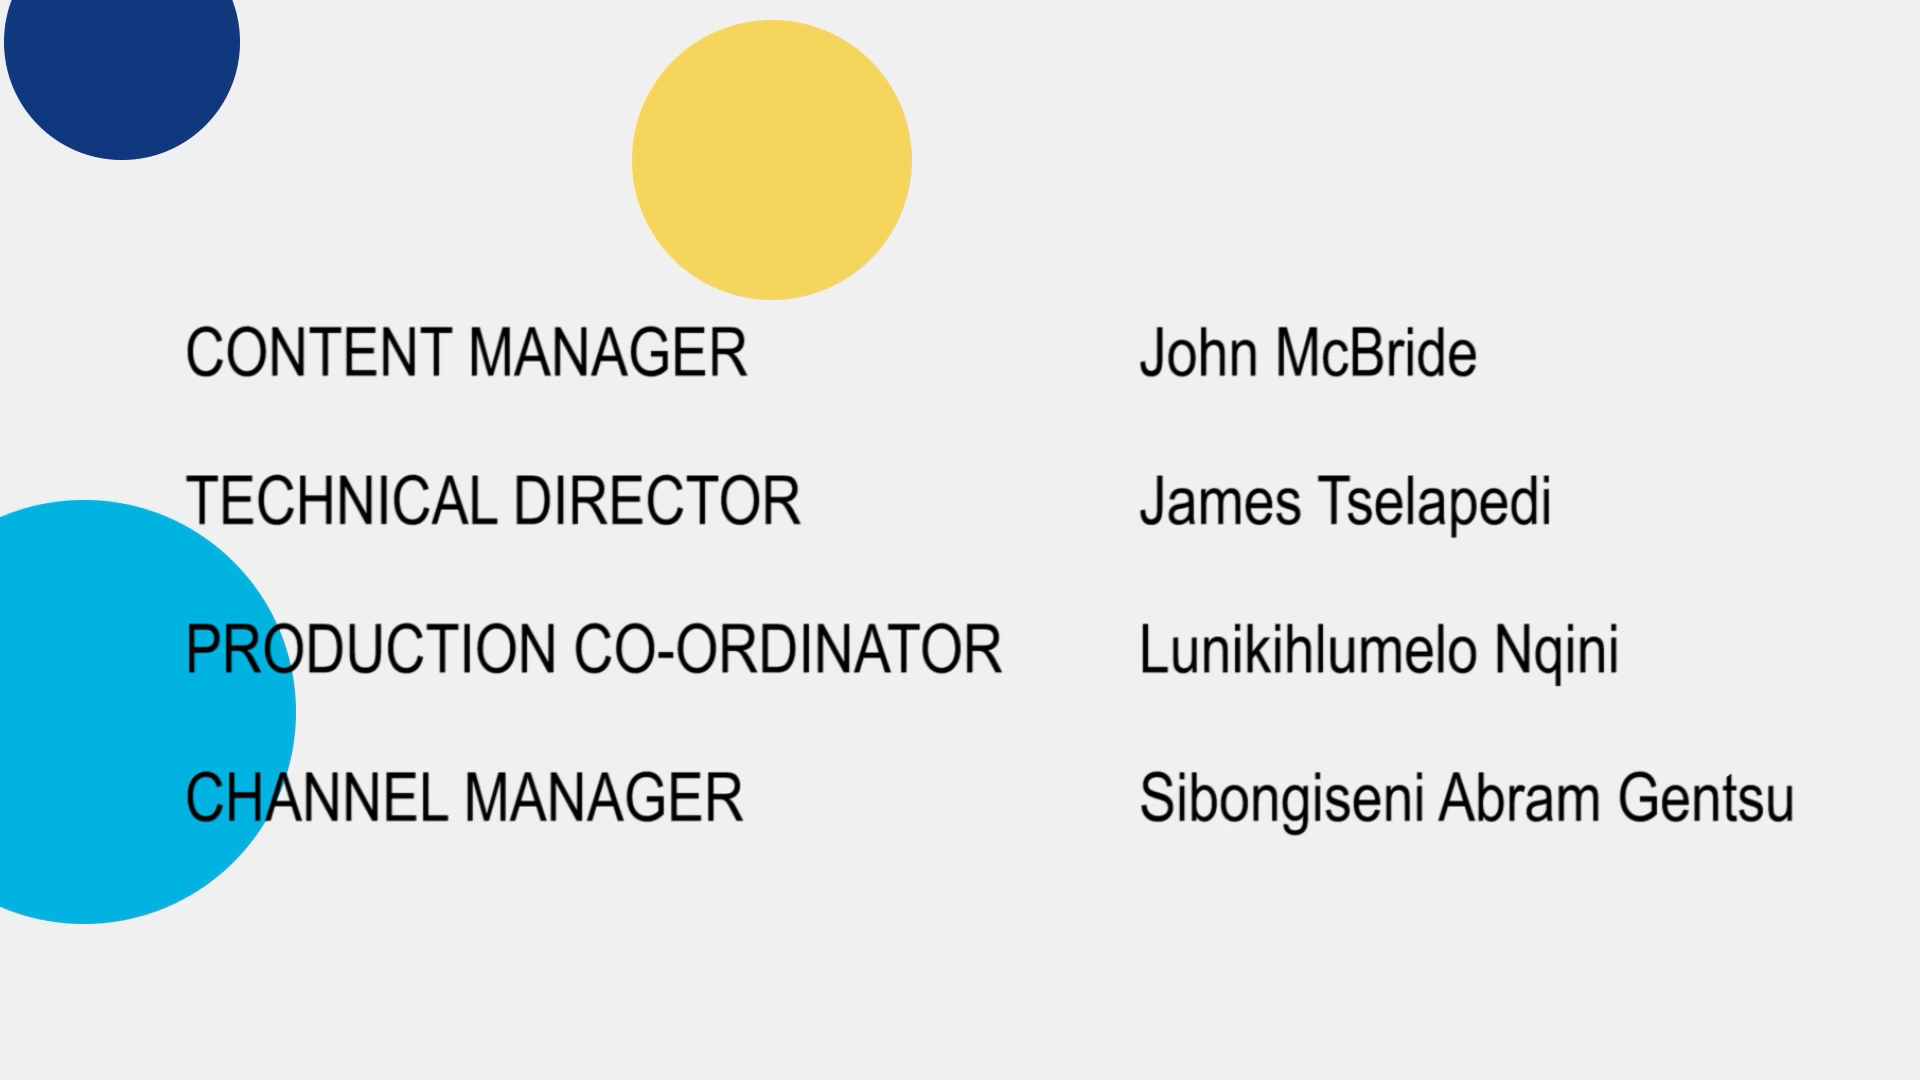 CONTENT MANAGER John McBride
TECHNICAL DIRECTOR James Tselapedi
PRODUCTION CO-ORDINATOR Lunikihlumelo Nqini
CHANNEL MANAGER Sibongiseni Abram Gentsu